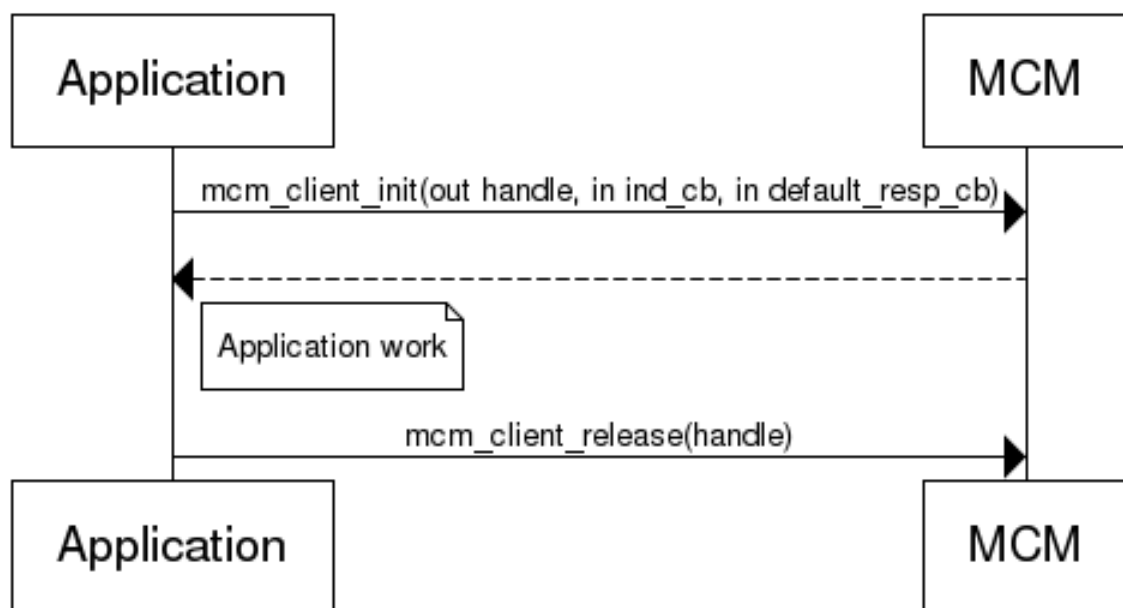 Application
MCM
mcm_client_init(out handle, in ind_cb, in default_resp_cb)
Application work
mcm_client_release(handle)
Application
MCM